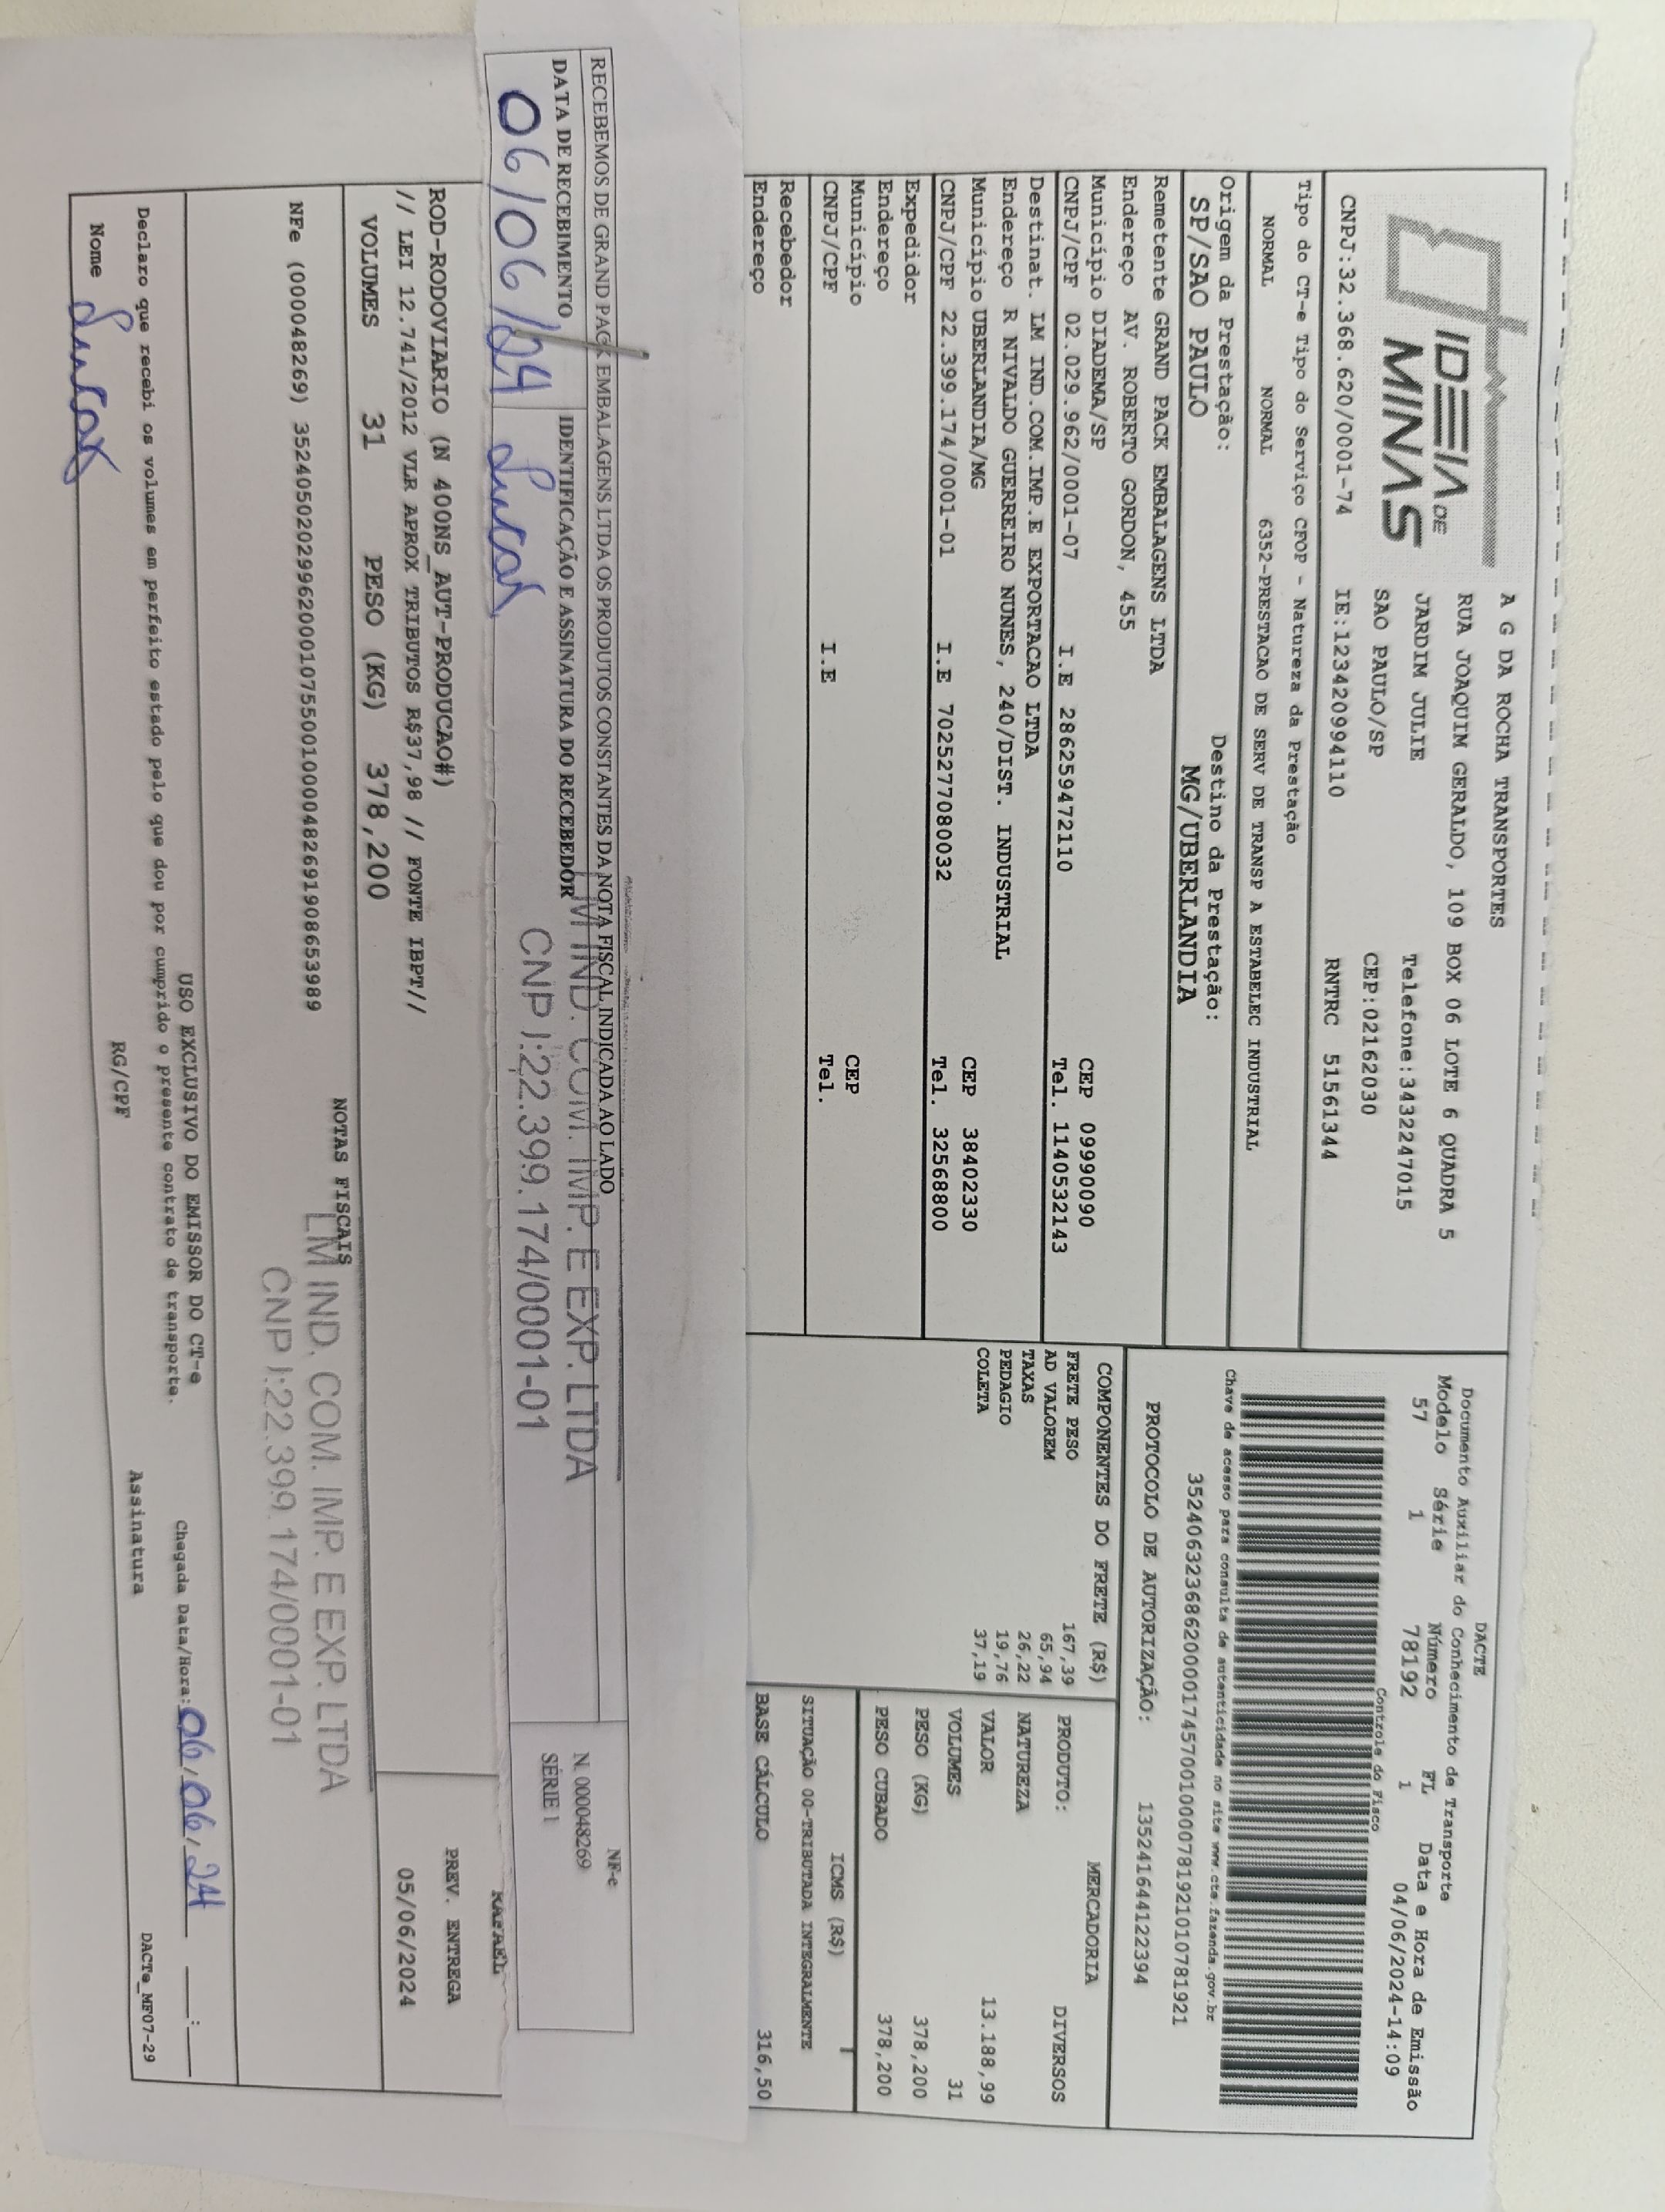 IDEIA DE
MINAS
A G DA ROCHA TRANSPORTES
RUA JOAQUIM GERALDO, 109 BOX 06 LOTE 6 QUADRA 5
JARDIM JULIE Telefone:3432247015
SAO PAULO/SP CEP:02162030
CNPJ:32.368.620/0001-74 IE:123420994110 RNTRC 51561344
DACTE
Documento Auxiliar do Conhecimento de Transporte
Modelo Série Número FL Data e Hora de Emissão
57 1 78192 1 04/06/2024-14:09
Controle do Fisco
Chave de acesso para consulta de autenticidade no site www.cte.fazenda.gov.br
35240632368620000174570010000781921010781921
PROTOCOLO DE AUTORIZAÇÃO: 135241644122394
Tipo do CT-e Tipo do Serviço CFOP - Natureza da Prestação
NORMAL NORMAL 6352-PRESTACAO DE SERV DE TRANSP A ESTABELEC INDUSTRIAL
Origem da Prestação: Destino da Prestação:
SP/SAO PAULO MG/UBERLANDIA
Remetente GRAND PACK EMBALAGENS LTDA
Endereço AV. ROBERTO GORDON, 455
Município DIADEMA/SP CEP 09990090
CNPJ/CPF 02.029.962/0001-07 I.E 286259472110 Tel. 1140532143
Destinat. LM IND.COM.IMP.E EXPORTACAO LTDA
Endereço R NIVALDO GUERREIRO NUNES, 240/DIST. INDUSTRIAL
Município UBERLANDIA/MG CEP 38402330
CNPJ/CPF 22.399.174/0001-01 I.E 7025277080032 Tel. 32568800
Expedidor
Endereço
Município CEP
CNPJ/CPF I.E Tel.
Recebedor
Endereço
COMPONENTES DO FRETE (R$)
FRETE PESO 167,39
AD VALOREM 65,94
TAXAS 26,22
PEDAGIO 19,76
COLETA 37,19
MERCADORIA
PRODUTO: DIVERSOS
NATUREZA
VALOR 13.188,99
VOLUMES 31
PESO (KG) 378,200
PESO CUBADO 378,200
ICMS (R$)
SITUAÇÃO 00-TRIBUTADA INTEGRALMENTE
BASE CÁLCULO 316,50
RECEBEMOS DE GRAND PACK EMBALAGENS LTDA OS PRODUTOS CONSTANTES DA NOTA FISCAL INDICADA AO LADO
DATA DE RECEBIMENTO IDENTIFICAÇÃO E ASSINATURA DO RECEBEDOR
06/06/24 Lucas
LM IND. COM. IMP. E EXP. LTDA
CNPJ:22.399.174/0001-01
NF-e
N. 000048269
SÉRIE 1
RAFAEL
ROD-RODOVIARIO (N 400NS_AUT-PRODUCAO#)
// LEI 12.741/2012 VLR APROX TRIBUTOS R$37,98 // FONTE IBPT//
VOLUMES 31 PESO (KG) 378,200
PREV. ENTREGA
05/06/2024
NOTAS FISCAIS
NFe (000048269) 35240502029962000107550010000482691908653989
LM IND. COM. IMP. E EXP. LTDA
CNPJ:22.399.174/0001-01
USO EXCLUSIVO DO EMISSOR DO CT-e
Declaro que recebi os volumes em perfeito estado pelo que dou por cumprido o presente contrato de transporte.
Chegada Data/Hora: 06/06/24 __:__
Nome Lucas RG/CPF Assinatura
DACTe_MF07-29